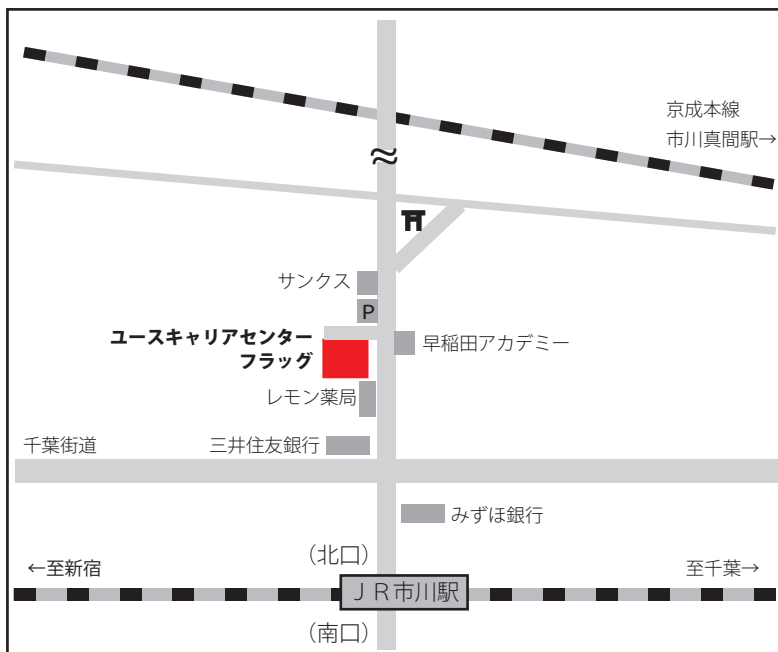 京成本線
市川真間駅→
サンクス
P
ユースキャリアセンター
フラッグ
早稲田アカデミー
レモン薬局
千葉街道
三井住友銀行
みずほ銀行
（北口）
←至新宿
至千葉→
ＪＲ市川駅
（南口）